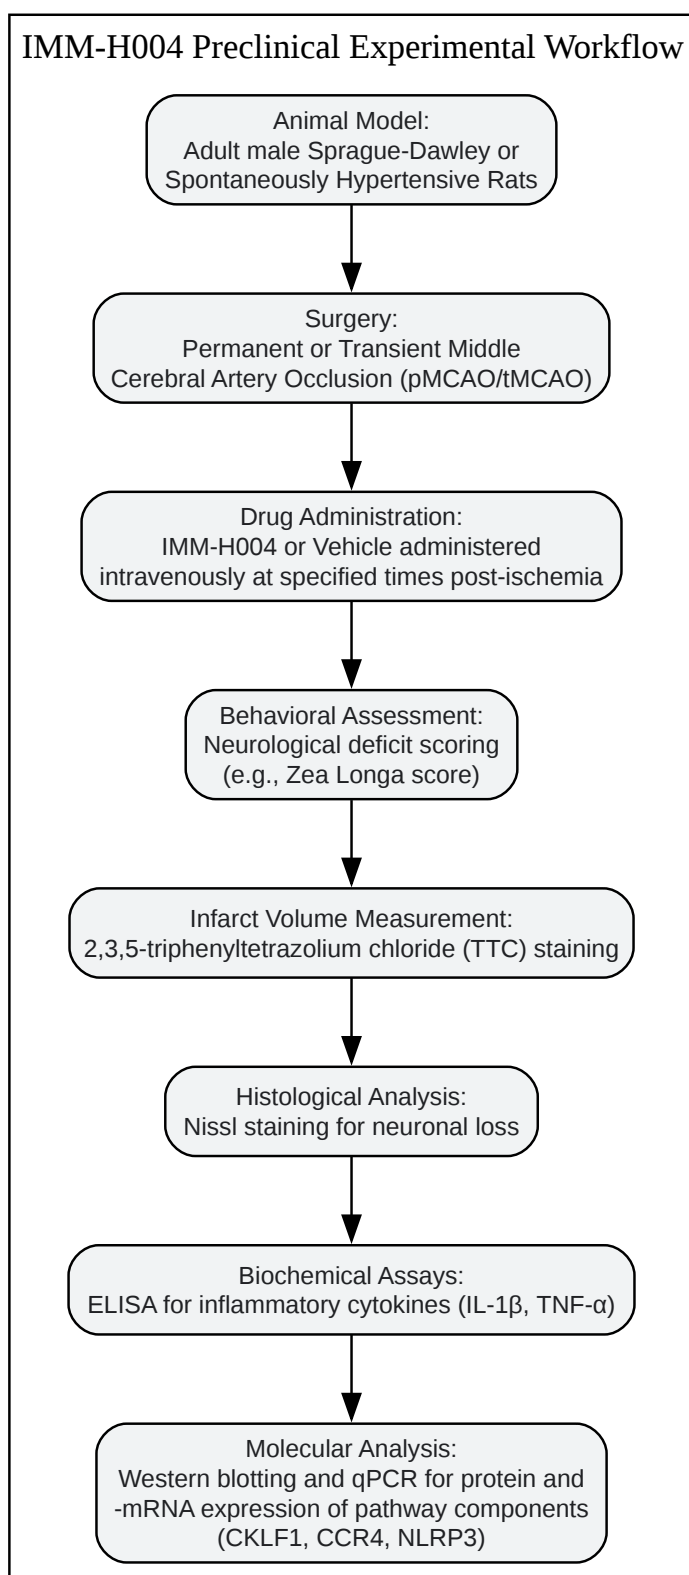 IMM-H004 Preclinical Experimental Workflow
Animal Model:
Adult male Sprague-Dawley or
Spontaneously Hypertensive Rats
Surgery:
Permanent or Transient Middle
Cerebral Artery Occlusion (pMCAO/tMCAO)
Drug Administration:
IMM-H004 or Vehicle administered
intravenously at specified times post-ischemia
Behavioral Assessment:
Neurological deficit scoring
(e.g., Zea Longa score)
Infarct Volume Measurement:
2,3,5-triphenyltetrazolium chloride (TTC) staining
Histological Analysis:
Nissl staining for neuronal loss
Biochemical Assays:
ELISA for inflammatory cytokines (IL-1β, TNF-α)
Molecular Analysis:
Western blotting and qPCR for protein and
-mRNA expression of pathway components
(CKLF1, CCR4, NLRP3)